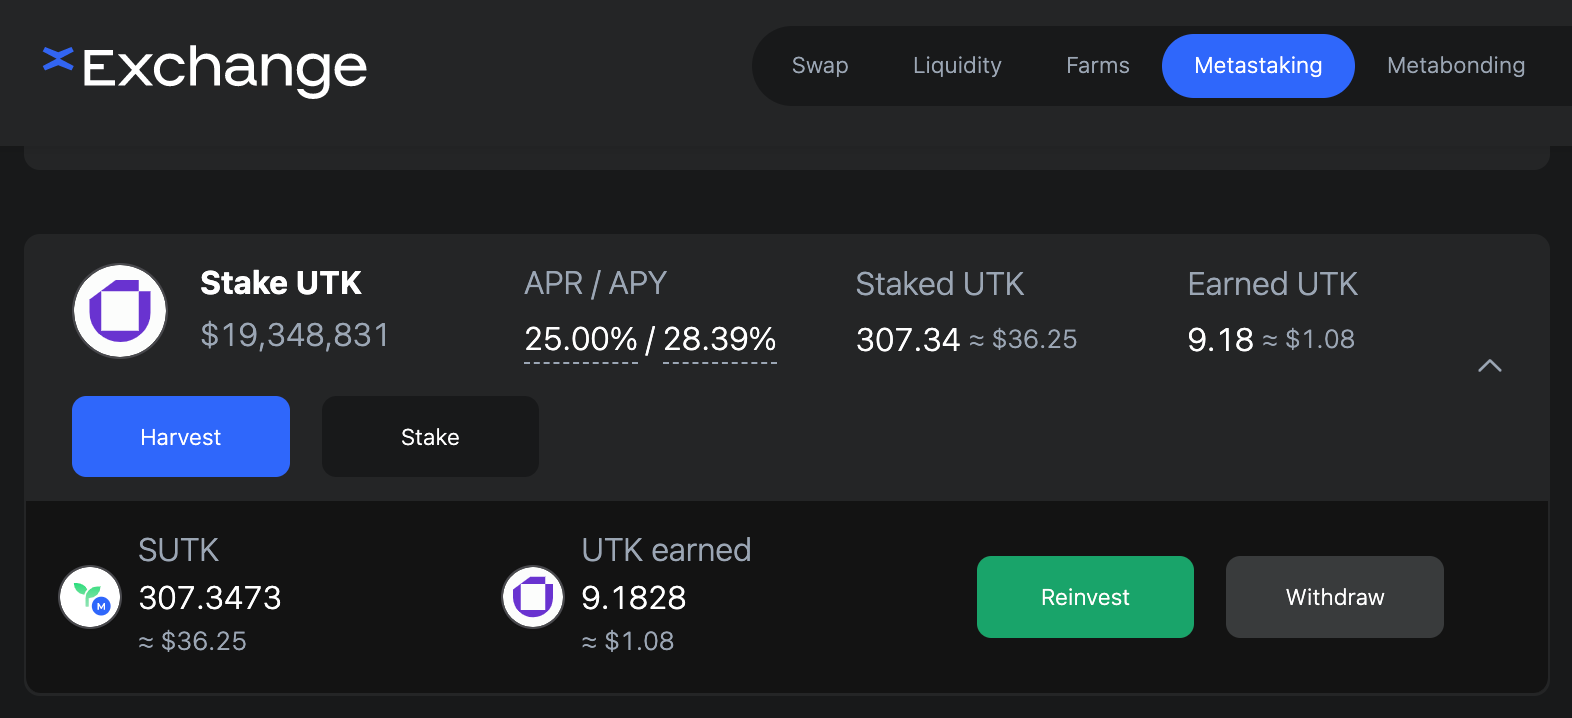 Exchange
Swap Liquidity Farms Metastaking Metabonding
Stake UTK
$19,348,831
APR / APY
25.00% / 28.39%
Staked UTK
307.34 ≈ $36.25
Earned UTK
9.18 ≈ $1.08
Harvest
Stake
SUTK
307.3473
≈ $36.25
M
UTK earned
9.1828
≈ $1.08
Reinvest
Withdraw